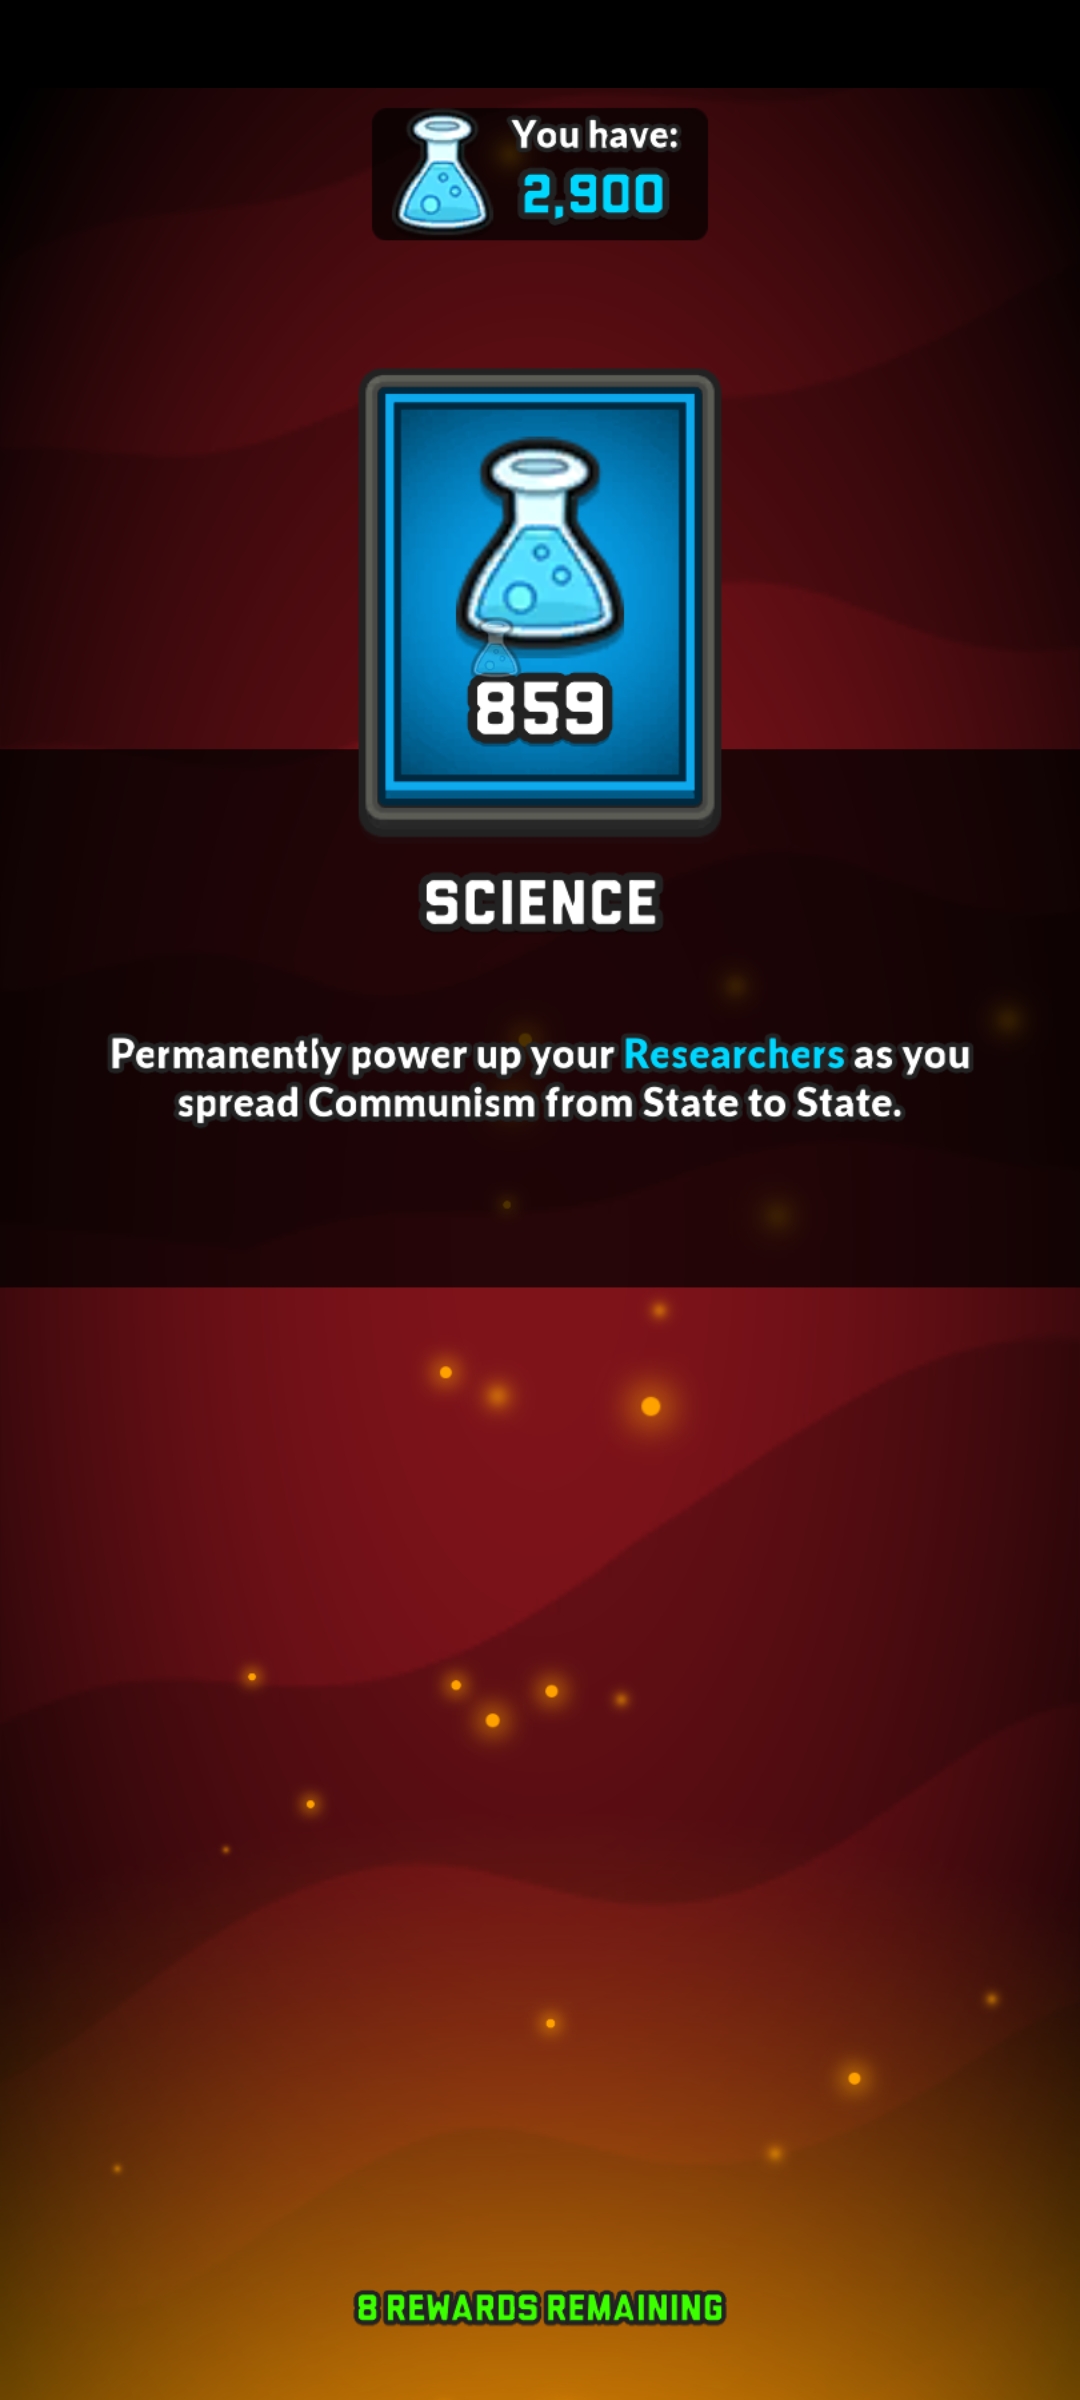 You have:
2,900
859
SCIENCE
Permanently power up your Researchers as you
spread Communism from State to State.
8 REWARDS REMAINING